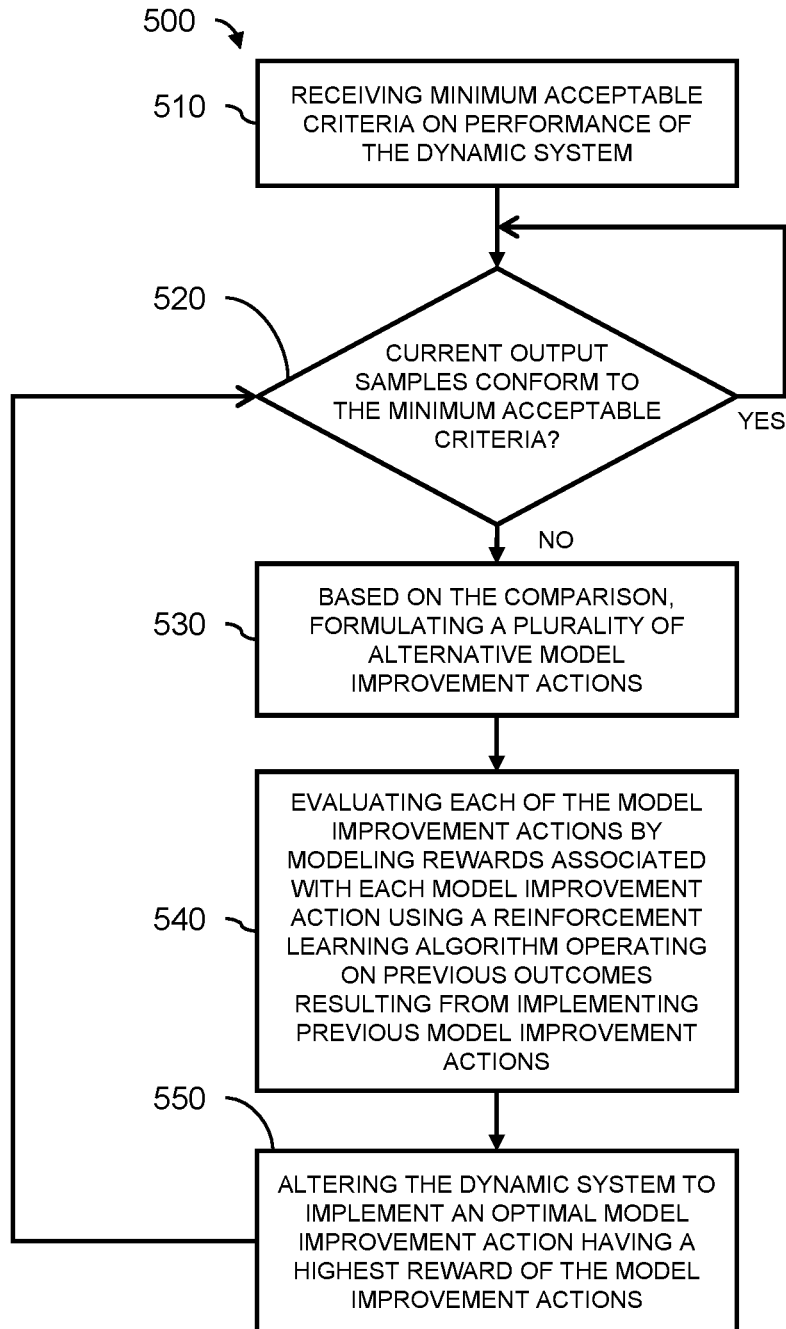 500
510
RECEIVING MINIMUM ACCEPTABLE
CRITERIA ON PERFORMANCE OF
THE DYNAMIC SYSTEM
520
CURRENT OUTPUT
SAMPLES CONFORM TO
THE MINIMUM ACCEPTABLE
CRITERIA?
YES
NO
530
BASED ON THE COMPARISON,
FORMULATING A PLURALITY OF
ALTERNATIVE MODEL
IMPROVEMENT ACTIONS
540
EVALUATING EACH OF THE MODEL
IMPROVEMENT ACTIONS BY
MODELING REWARDS ASSOCIATED
WITH EACH MODEL IMPROVEMENT
ACTION USING A REINFORCEMENT
LEARNING ALGORITHM OPERATING
ON PREVIOUS OUTCOMES
RESULTING FROM IMPLEMENTING
PREVIOUS MODEL IMPROVEMENT
ACTIONS
550
ALTERING THE DYNAMIC SYSTEM TO
IMPLEMENT AN OPTIMAL MODEL
IMPROVEMENT ACTION HAVING A
HIGHEST REWARD OF THE MODEL
IMPROVEMENT ACTIONS